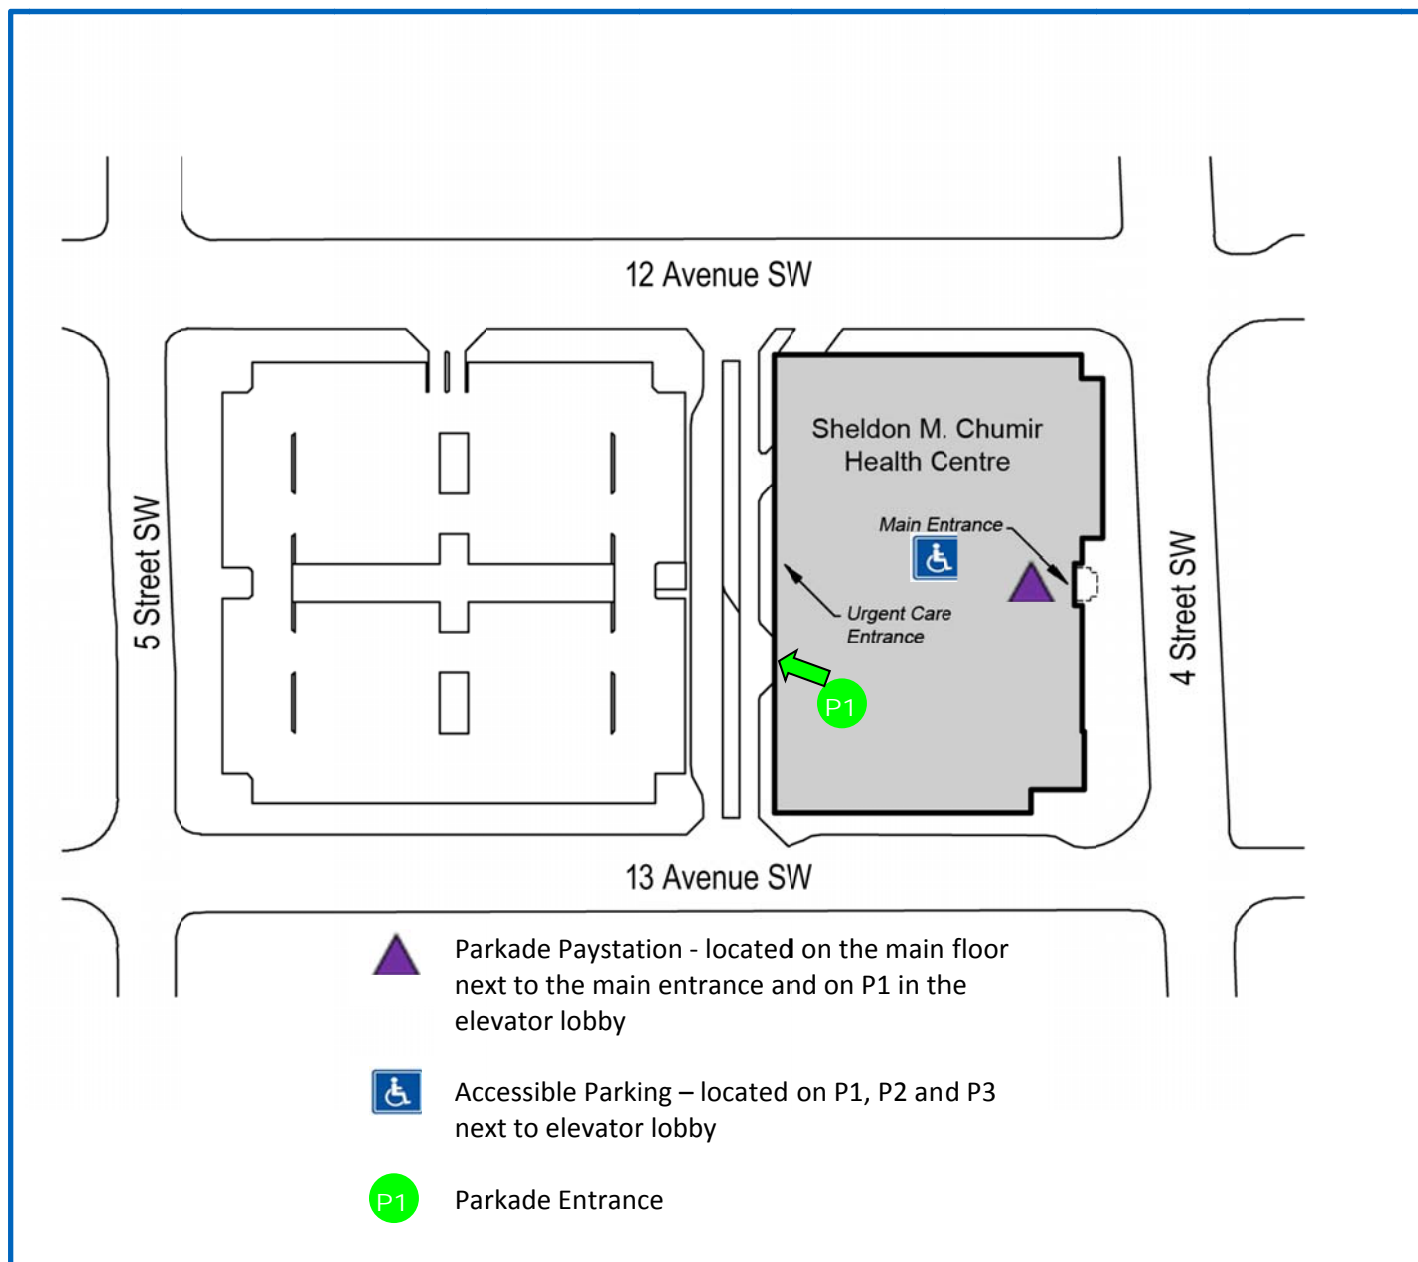 12 Avenue SW
Sheldon M. Chumir
Health Centre
Main Entrance
Urgent Care
Entrance
P1
5 Street SW
4 Street SW
13 Avenue SW
Parkade Paystation - located on the main floor
next to the main entrance and on P1 in the
elevator lobby
Accessible Parking – located on P1, P2 and P3
next to elevator lobby
P1
Parkade Entrance